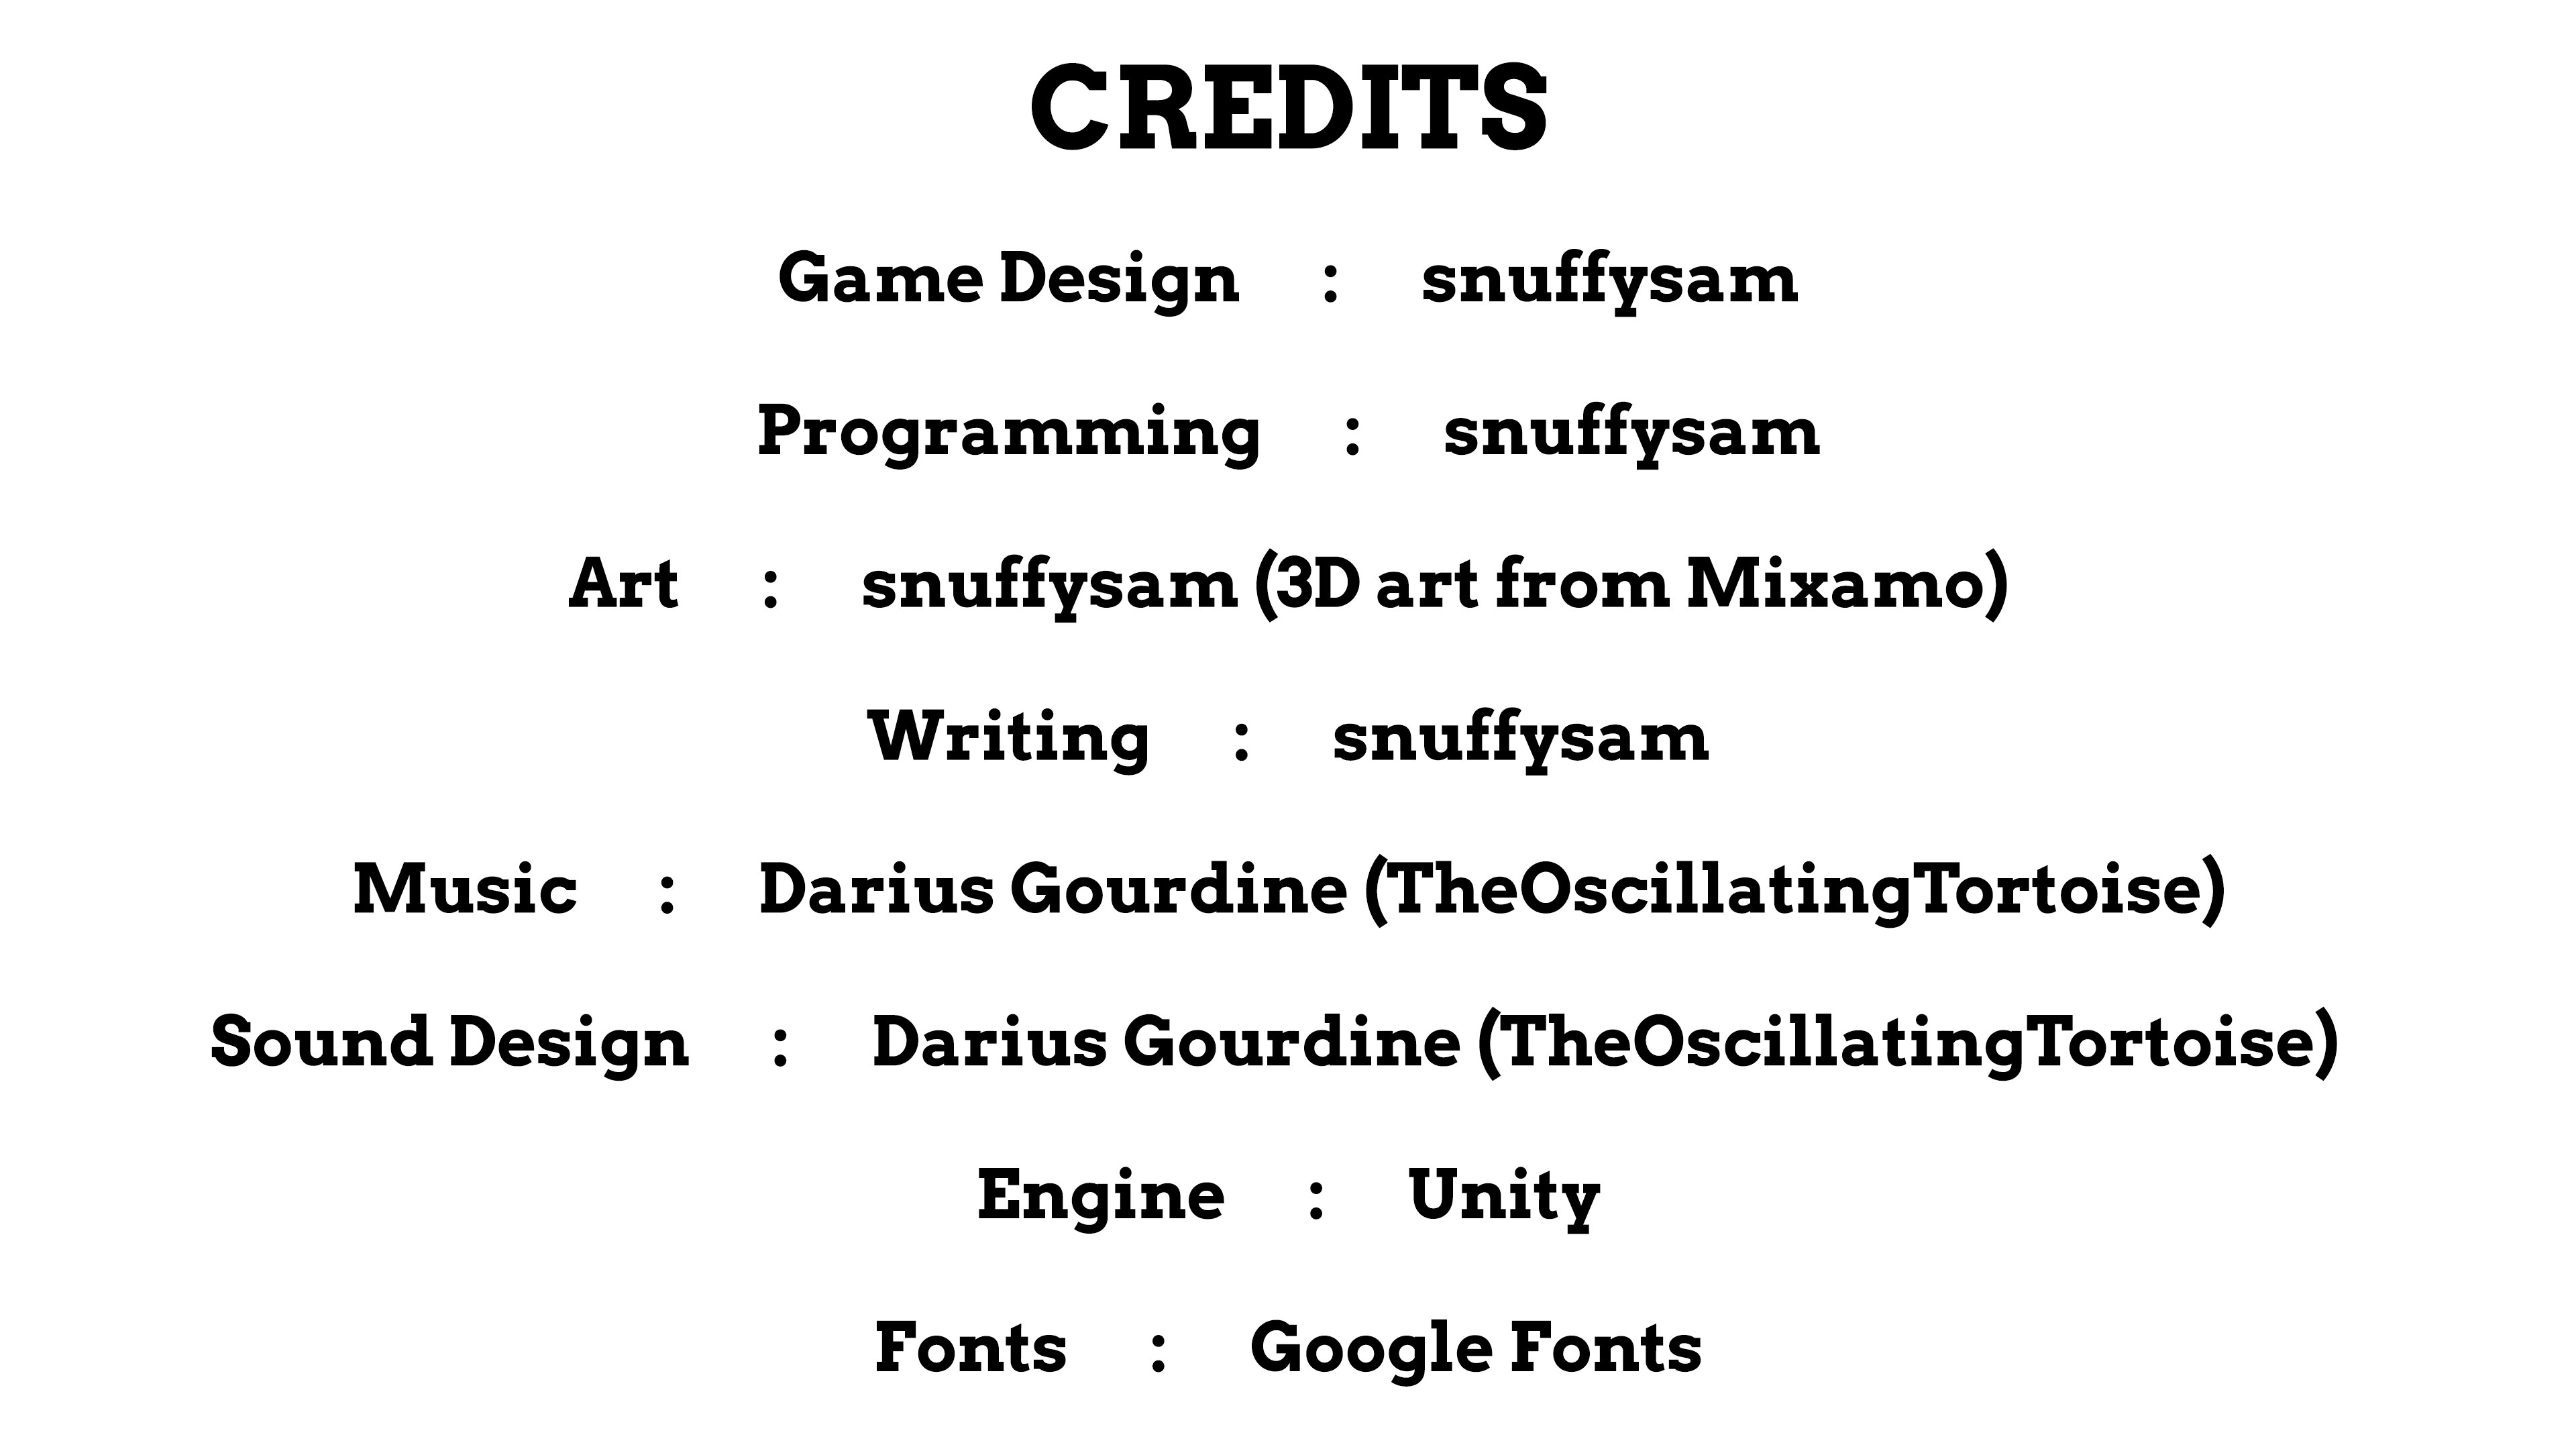 CREDITS
Game Design : snuffysam
Programming : snuffysam
Art : snuffysam (3D art from Mixamo)
Writing : snuffysam
Music : Darius Gourdine (TheOscillatingTortoise)
Sound Design : Darius Gourdine (TheOscillatingTortoise)
Engine : Unity
Fonts : Google Fonts